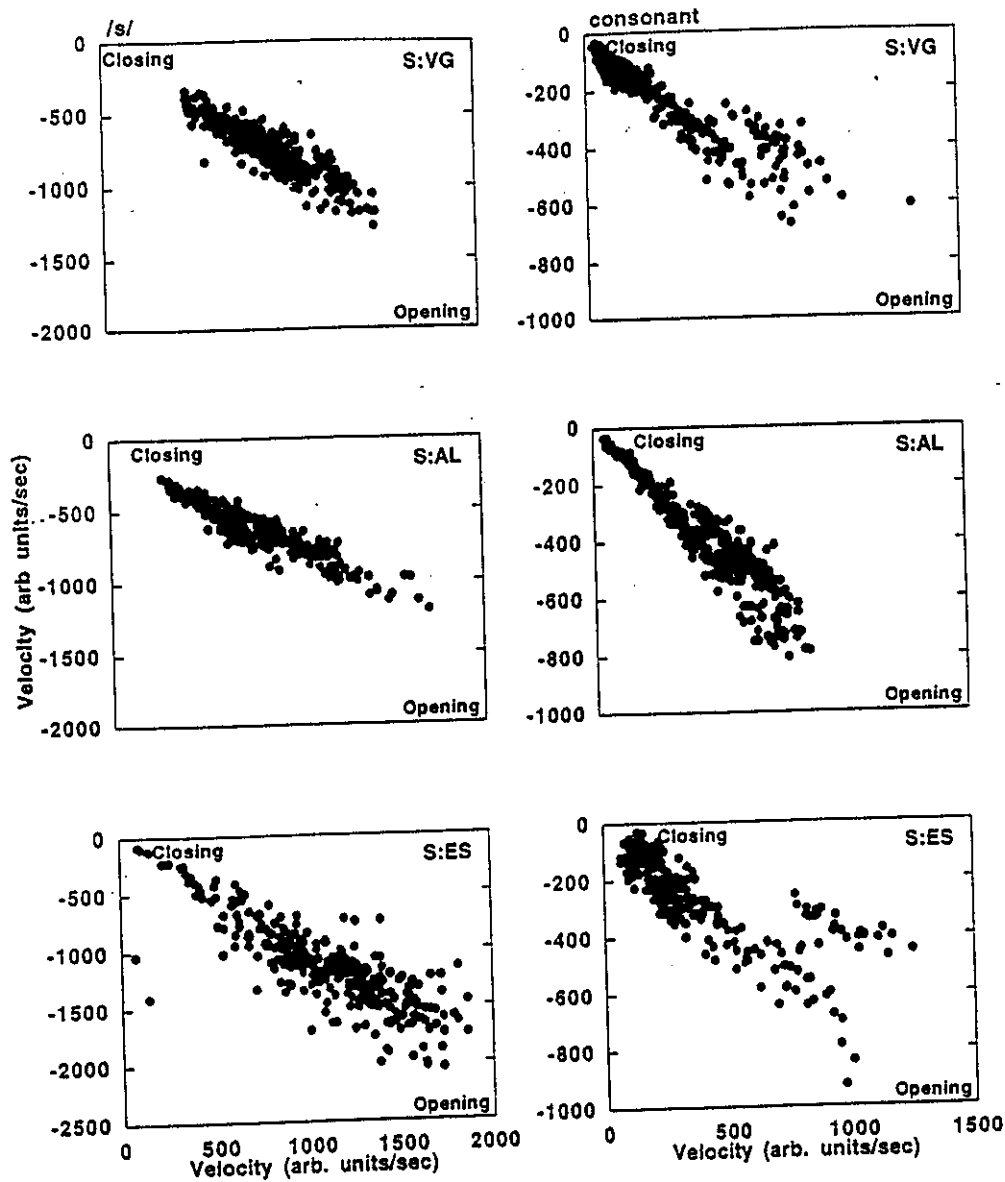 /s/
0
Closing
S:VG
-500
-1000
-1500
Opening
-2000
consonant
0
Closing
S:VG
-200
-400
-600
-800
Opening
-1000
0
Closing
S:AL
-500
-1000
-1500
Opening
-2000
Velocity (arb units/sec)
0
Closing
S:AL
-200
-400
-600
-800
Opening
-1000
0
Closing
S:ES
-500
-1000
-1500
-2000
Opening
-2500
0 500 1000 1500 2000
Velocity (arb. units/sec)
0
Closing
S:ES
-200
-400
-600
-800
Opening
-1000
0 500 1000 1500
Velocity (arb. units/sec)